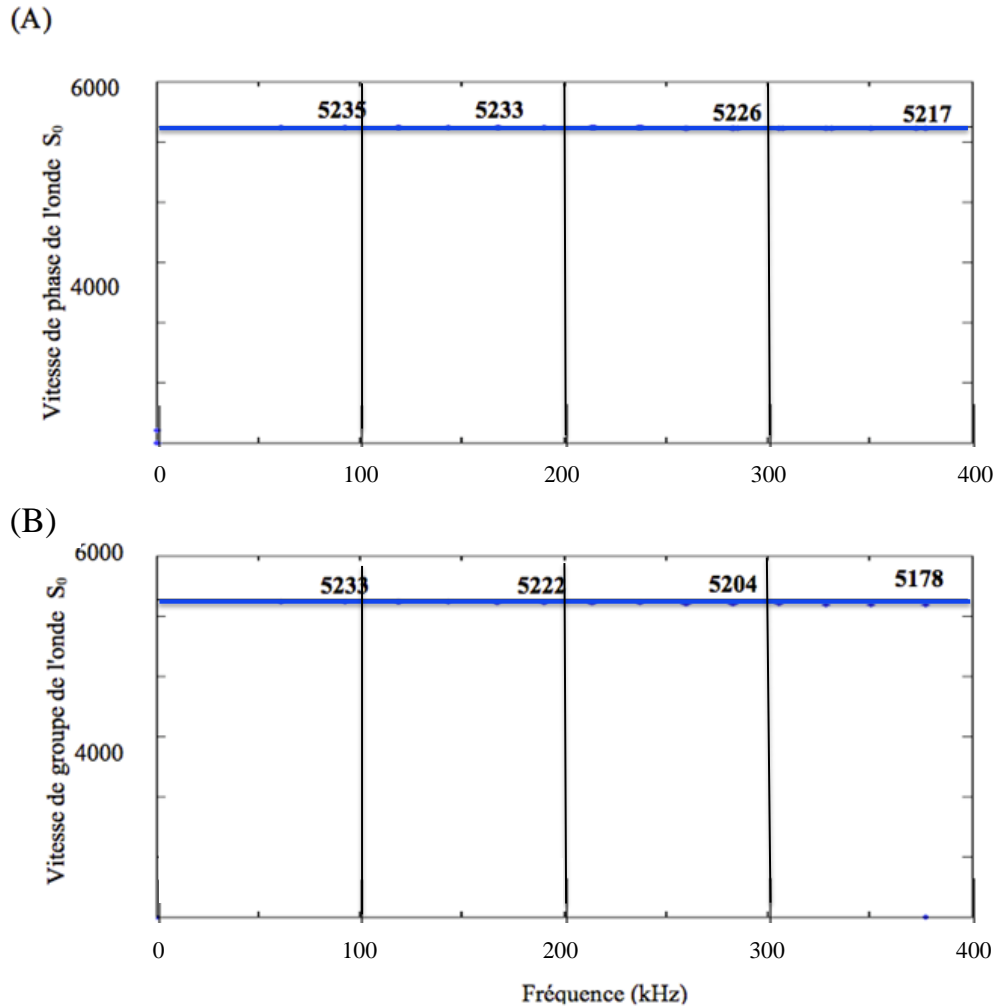 (A)
6000
5235 5233 5226 5217
Vitesse de phase de l'onde S₀
4000
0 100 200 300 400
(B)
6000
5233 5222 5204 5178
Vitesse de groupe de l'onde S₀
4000
0 100 200 300 400
Fréquence (kHz)